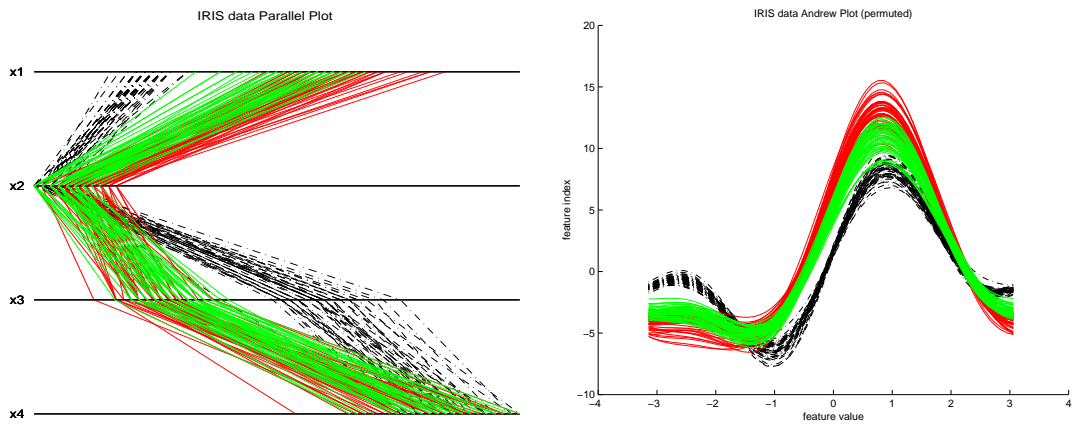 IRIS data Parallel Plot
x1
x2
x3
x4
IRIS data Andrew Plot (permuted)
20
15
10
5
0
−5
−10
feature index
−4
−3
−2
−1
0
1
2
3
4
feature value